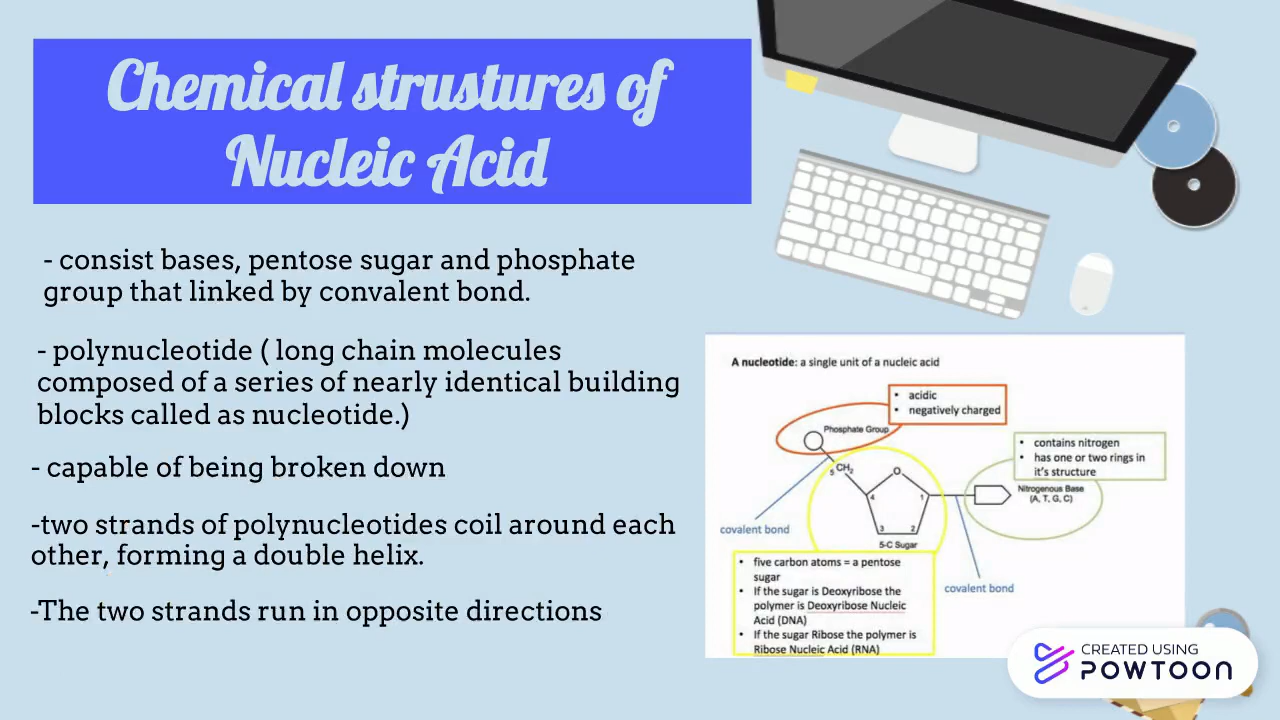 Chemical strustures of
Nucleic Acid
- consist bases, pentose sugar and phosphate
group that linked by convalent bond.
- polynucleotide ( long chain molecules
composed of a series of nearly identical building
blocks called as nucleotide.)
- capable of being broken down
-two strands of polynucleotides coil around each
other, forming a double helix.
-The two strands run in opposite directions
A nucleotide: a single unit of a nucleic acid
• acidic
• negatively charged
Phosphate Group
• contains nitrogen
• has one or two rings in
it's structure
5 CH2
O
Nitrogenous Base
(A, T, G, C)
4
1
3
2
covalent bond
5-C Sugar
• five carbon atoms = a pentose
sugar
• If the sugar is Deoxyribose the
polymer is Deoxyribose Nucleic
Acid (DNA)
• If the sugar Ribose the polymer is
Ribose Nucleic Acid (RNA)
covalent bond
CREATED USING
POWTOON